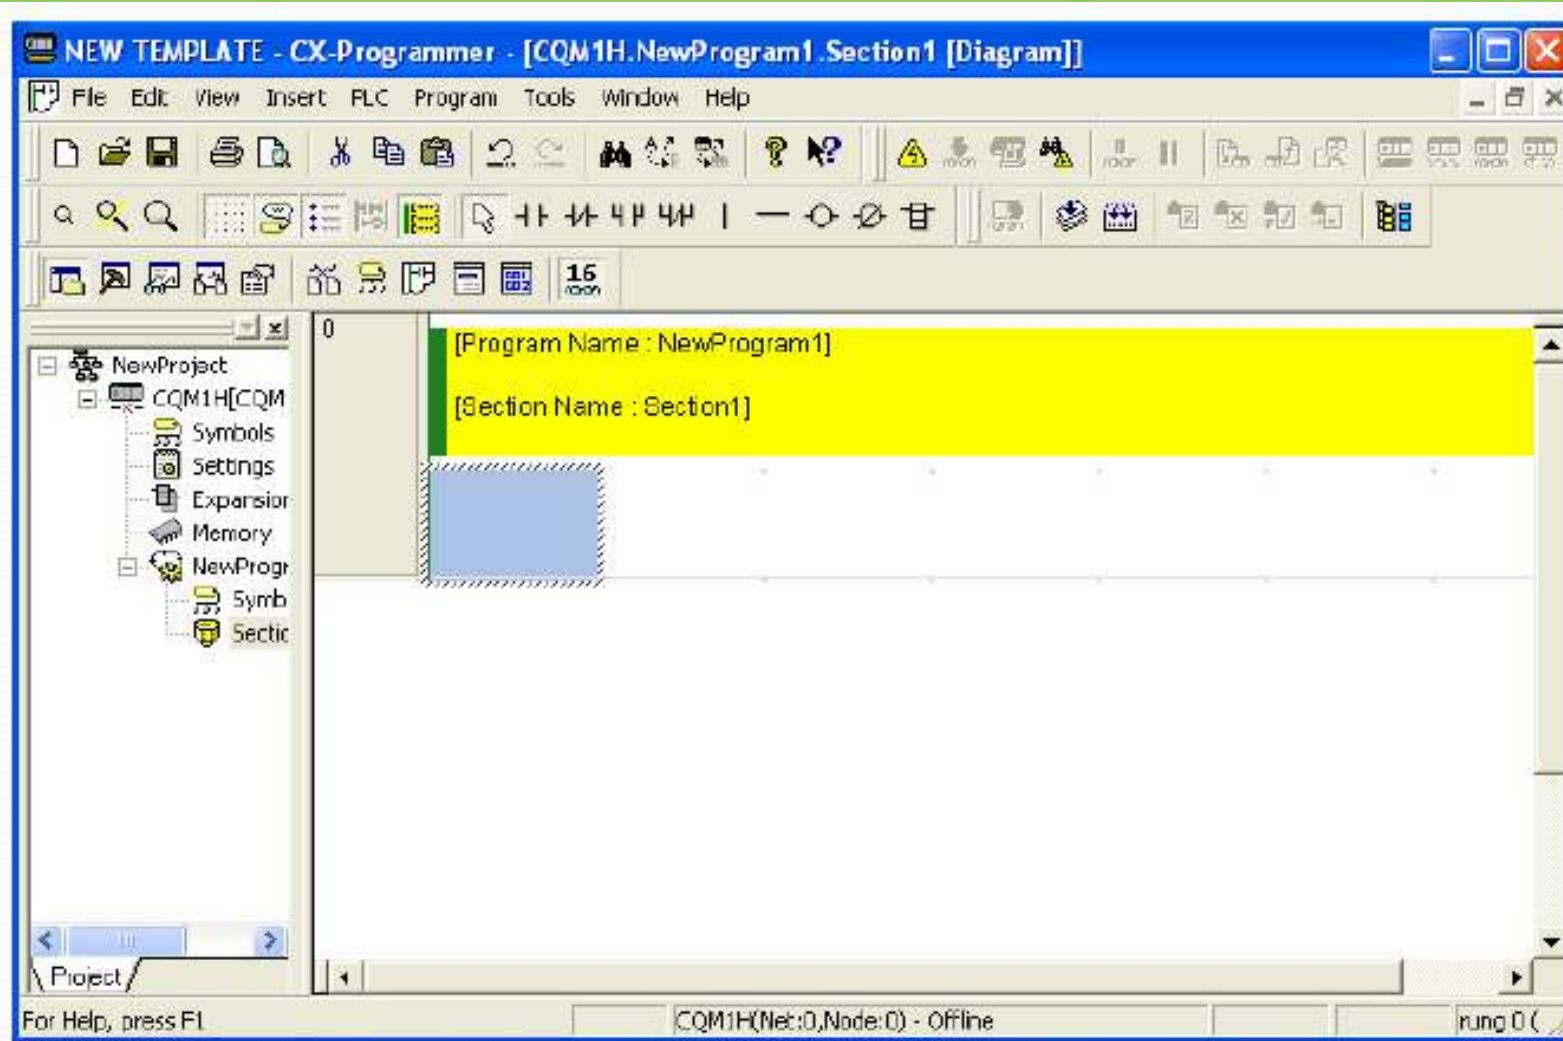 NEW TEMPLATE - CX-Programmer - [CQM1H.NewProgram1.Section1 [Diagram]]
File Edit View Insert PLC Program Tools Window Help
16
0
[Program Name : NewProgram1]
[Section Name : Section1]
NewProject
CQM1H[CQM
Symbols
Settings
Expansion
Memory
NewProgr
Symb
Sectic
Project
For Help, press F1
CQM1H(Net:0,Node:0) - Offline
rung 0 (